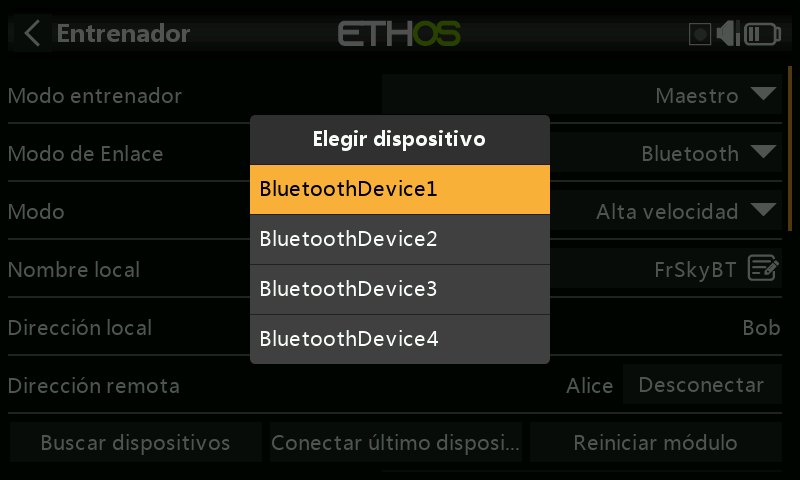 Entrenador
ETHOS
Modo entrenador
Maestro
Elegir dispositivo
Modo de Enlace
Bluetooth
BluetoothDevice1
Modo
Alta velocidad
BluetoothDevice2
Nombre local
FrSkyBT
BluetoothDevice3
Dirección local
Bob
BluetoothDevice4
Dirección remota
Alice
Desconectar
Buscar dispositivos
Conectar último disposi...
Reiniciar módulo